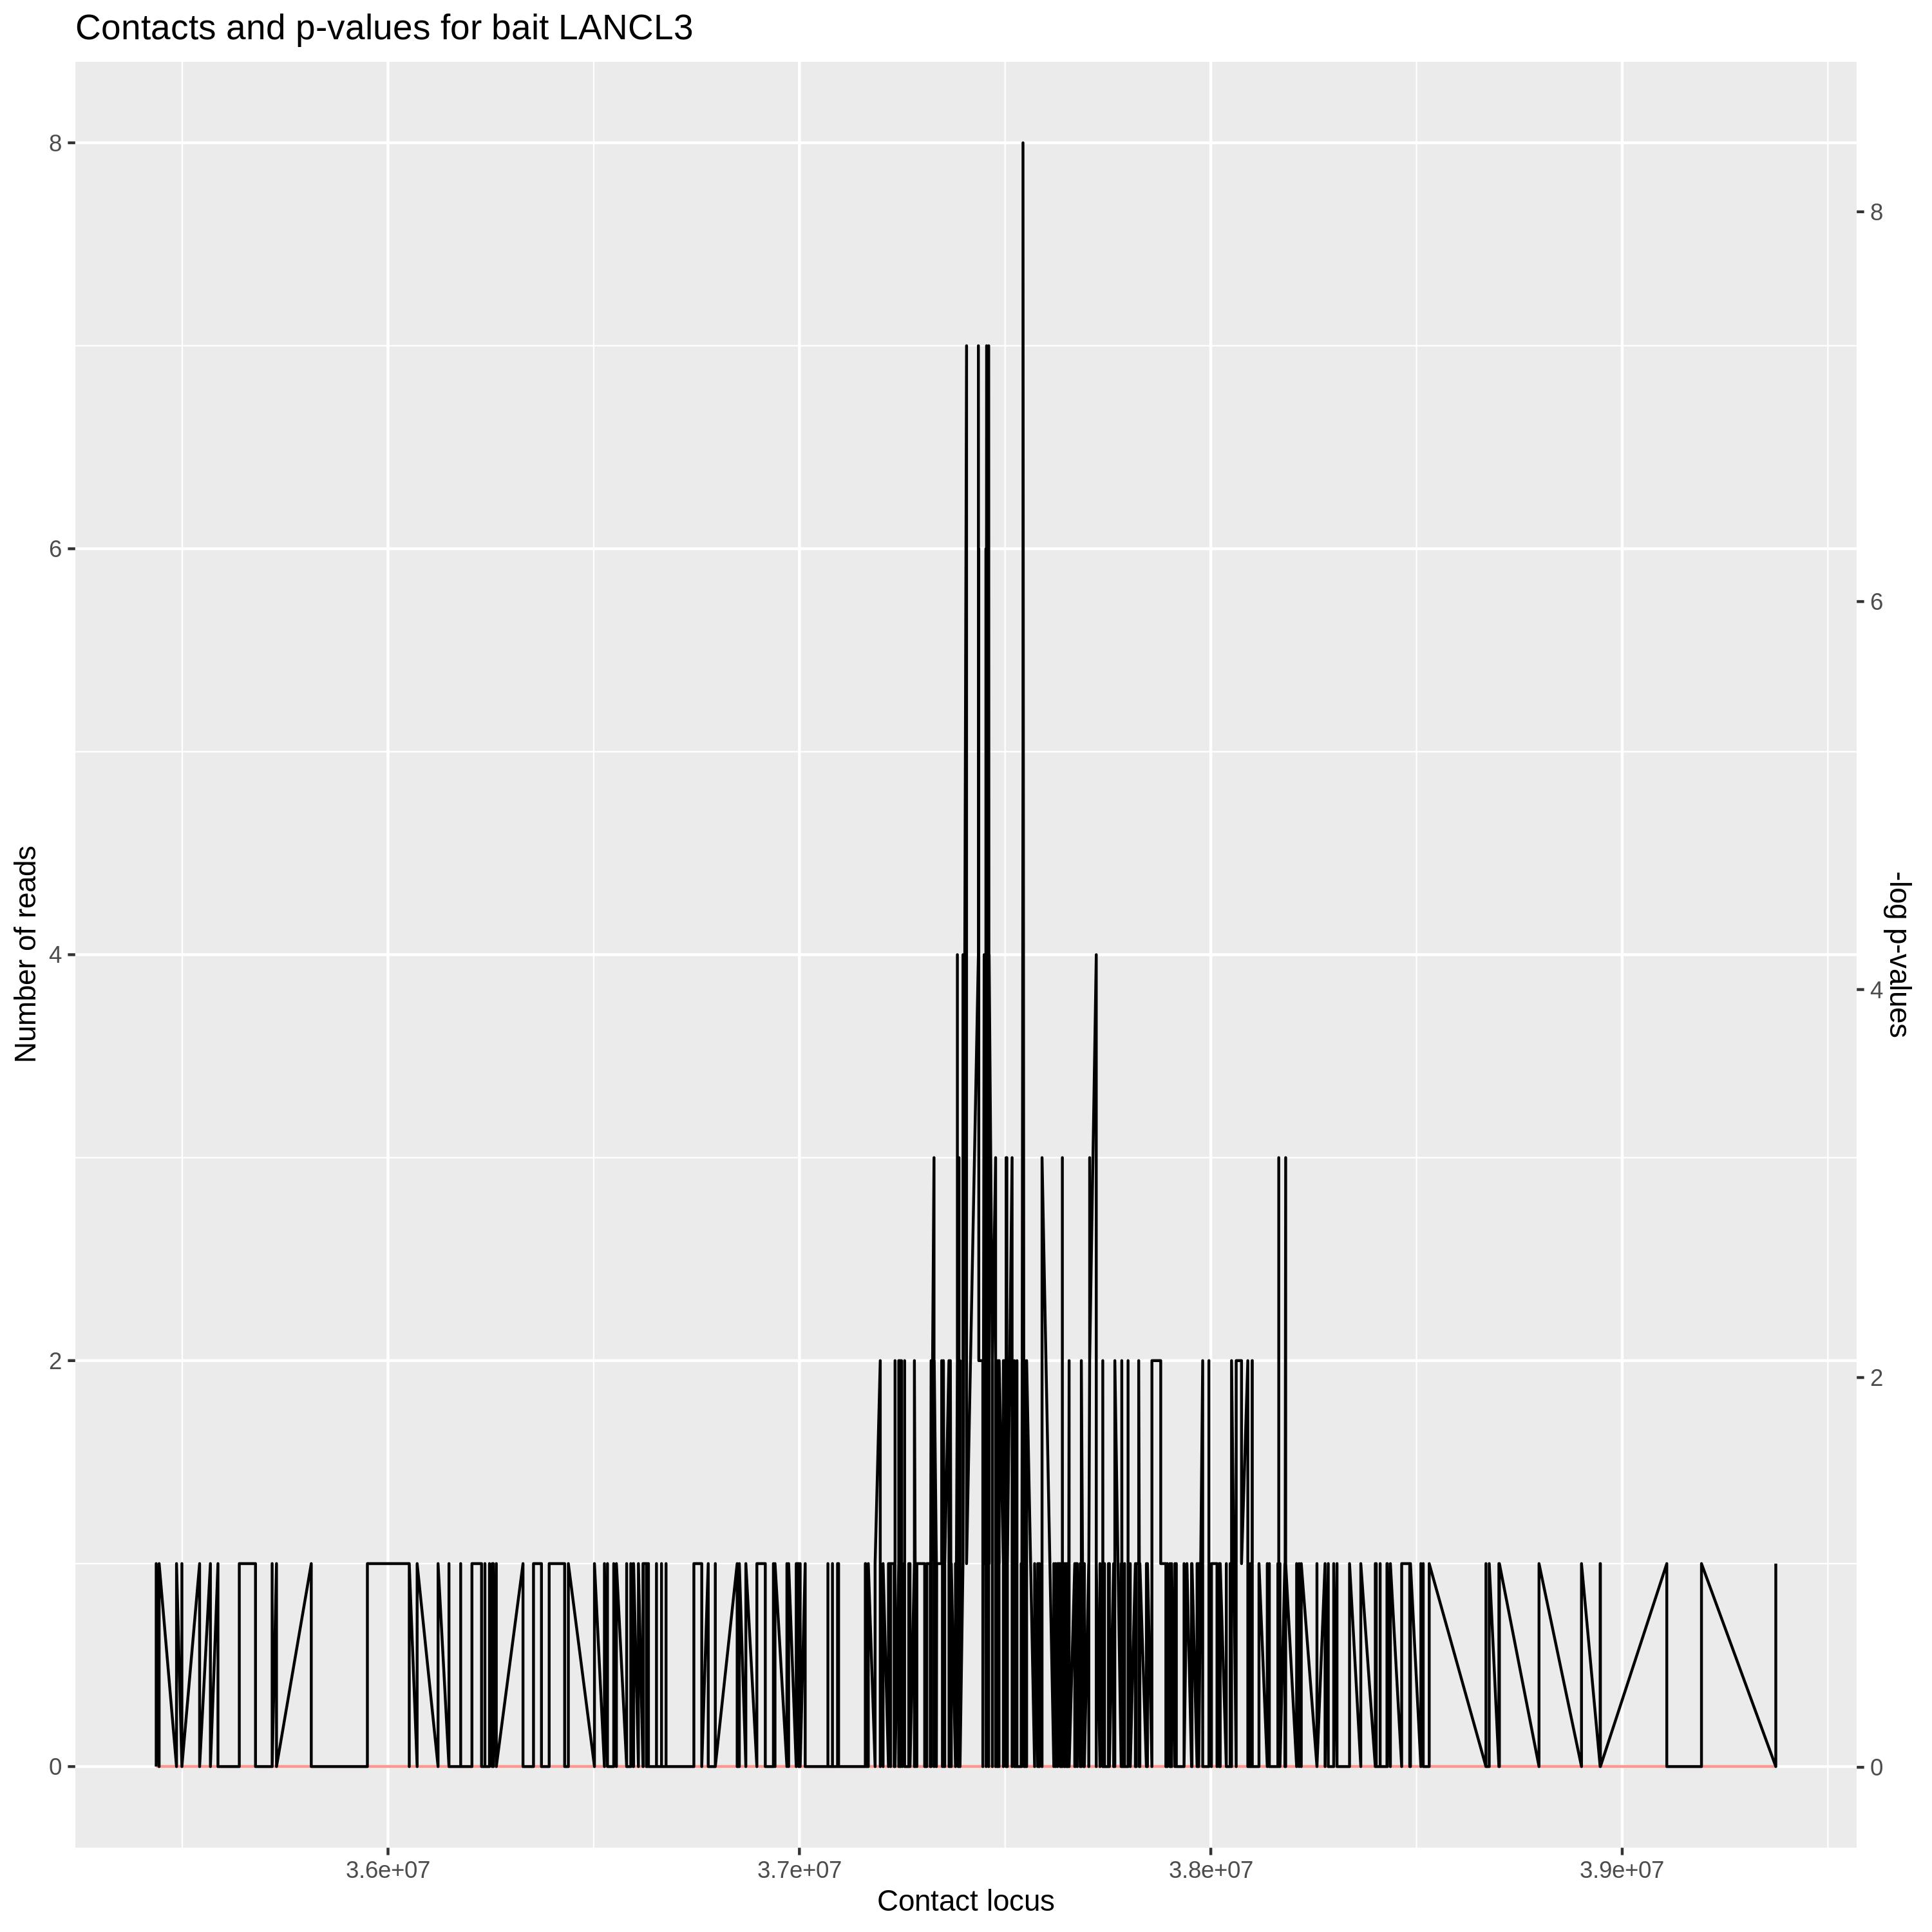 Contacts and p-values for bait LANCL3
8
6
4
2
0
8
6
4
2
0
Number of reads
-log p-values
3.6e+07
3.7e+07
3.8e+07
3.9e+07
Contact locus